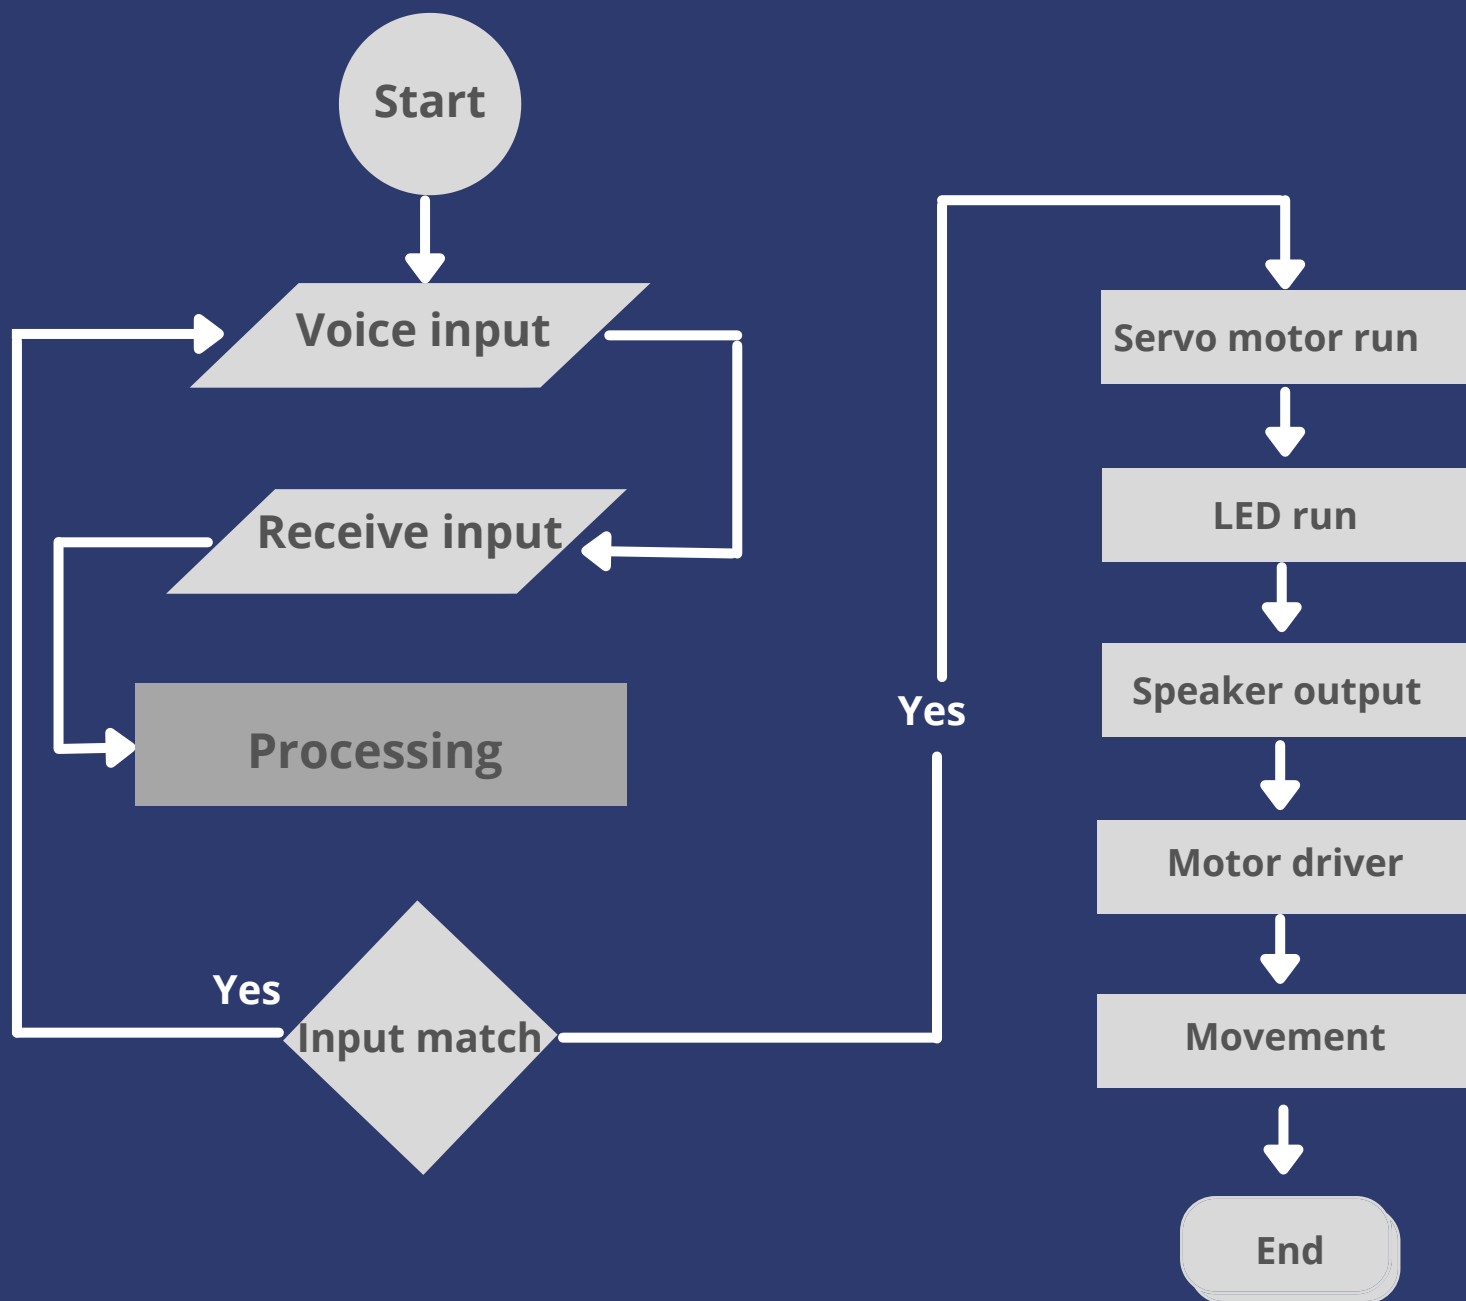 Start
Voice input
Receive input
Processing
Yes
Input match
Yes
Servo motor run
LED run
Speaker output
Motor driver
Movement
End